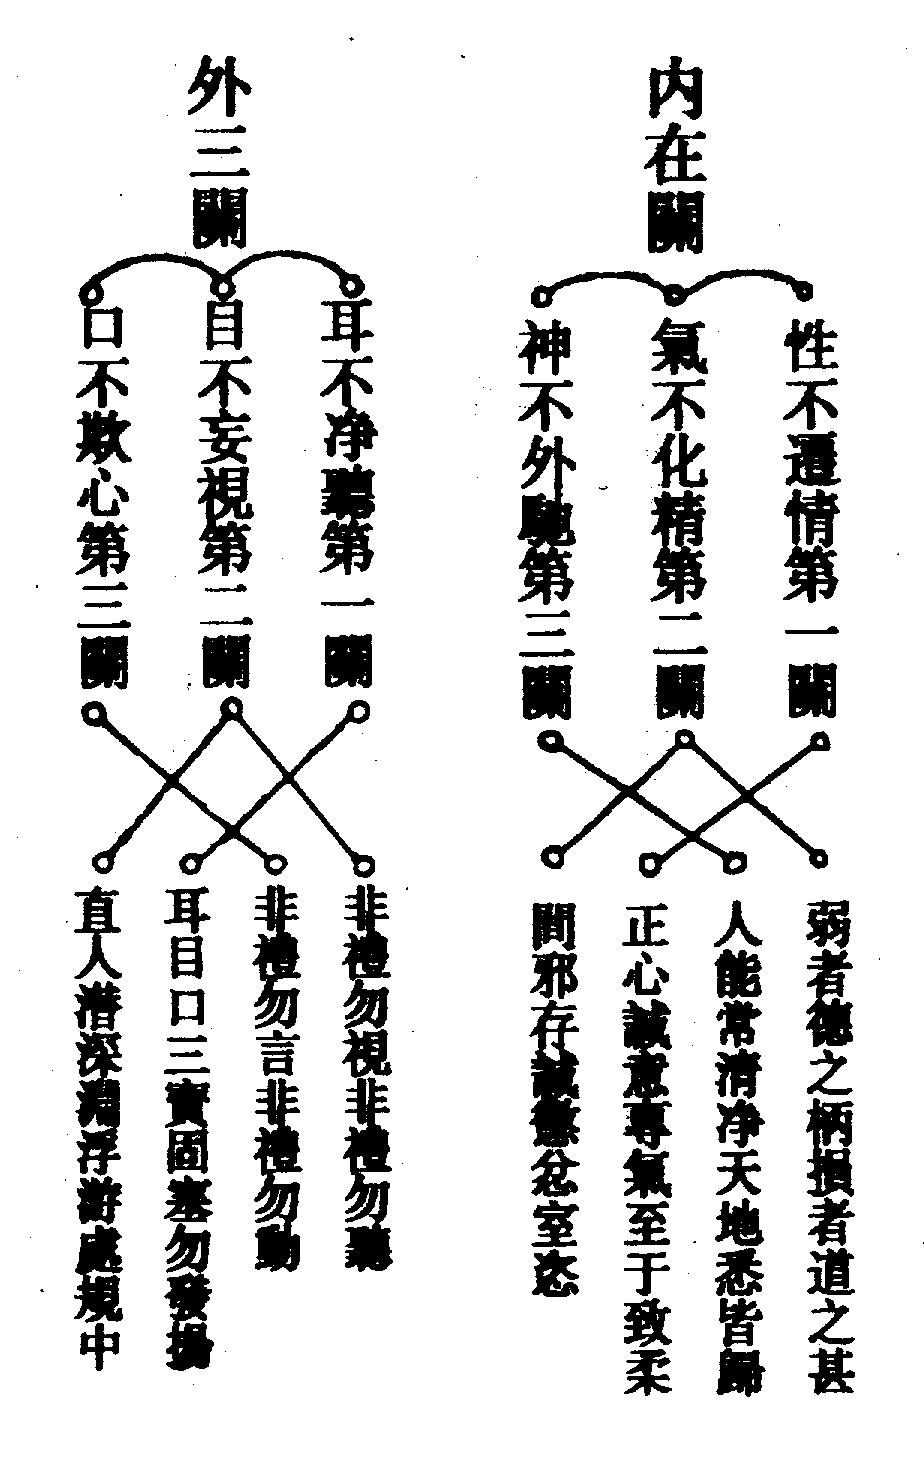 内在關
性不遷情第一關
氣不化精第二關
神不外馳第三關
弱者德之柄損者道之甚
人能常清净天地悉皆歸
正心誠意專氣至于致柔
間邪存誠懲忿室恣
外三關
耳不净聽第一關
目不妄視第二關
口不欺心第三關
非禮勿視非禮勿聽
非禮勿言非禮勿動
耳目口三寶固塞勿發揚
直人潜深淵浮游處規中